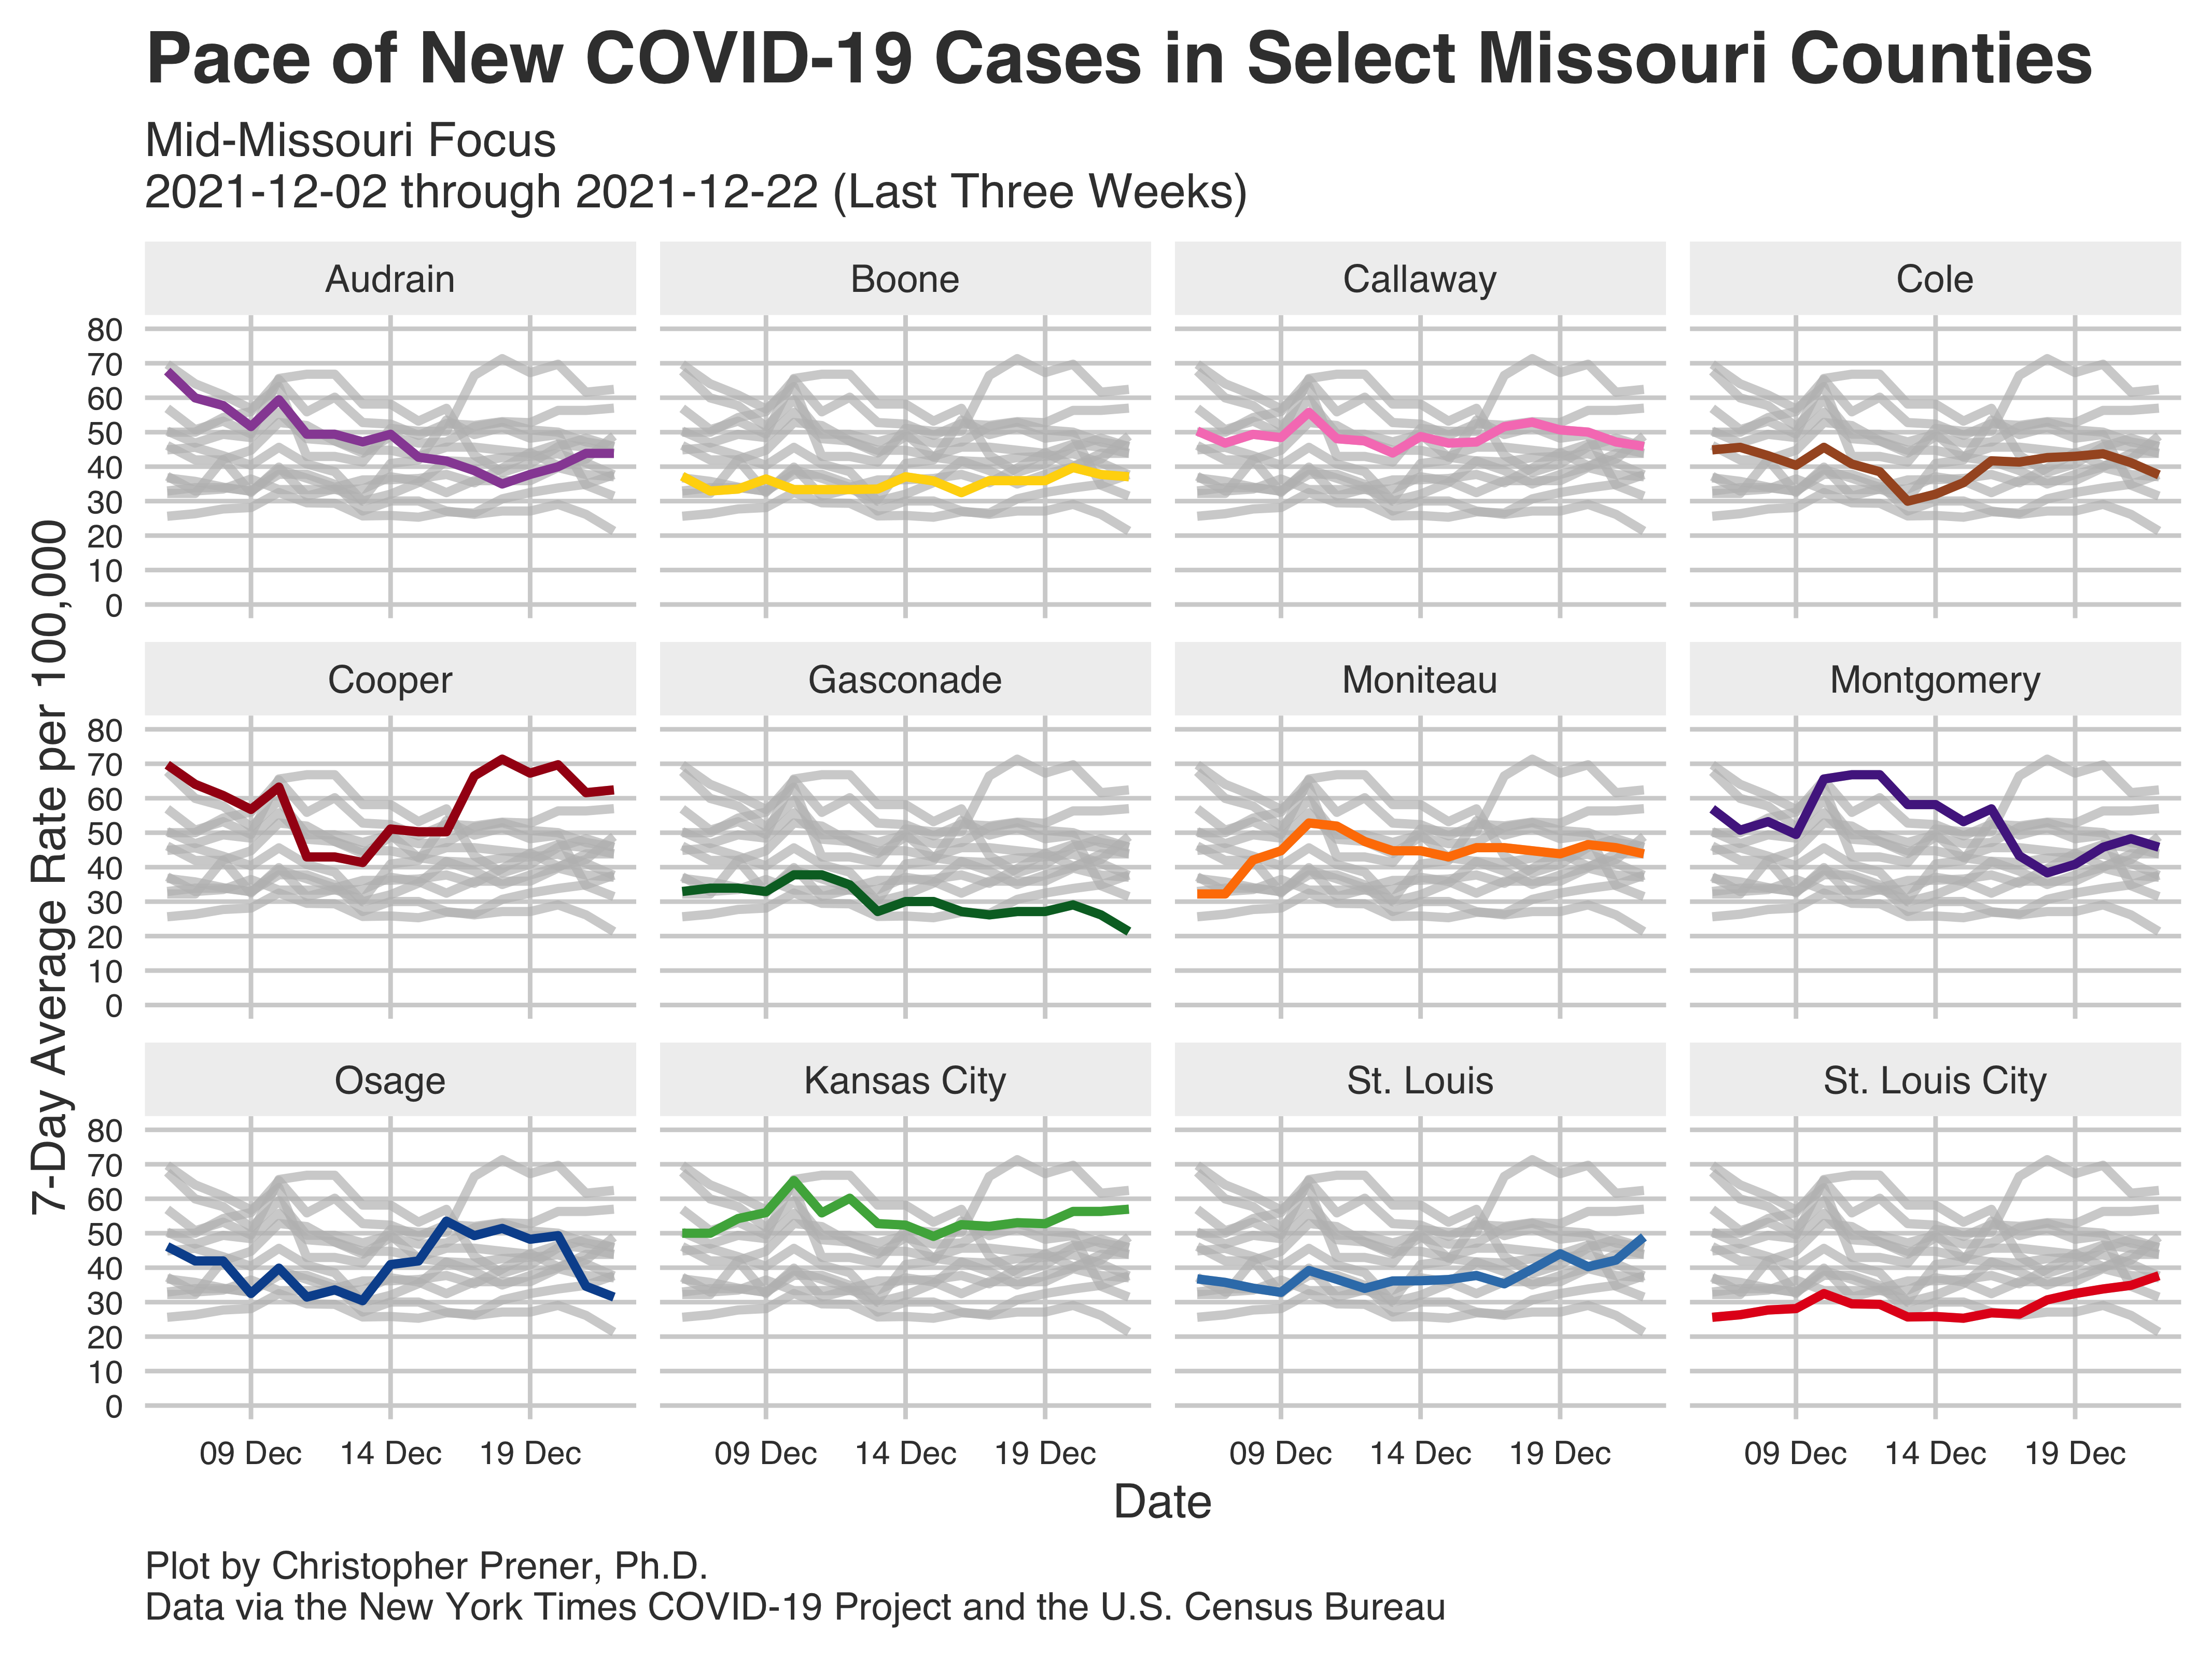 Pace of New COVID-19 Cases in Select Missouri Counties
Mid-Missouri Focus
2021-12-02 through 2021-12-22 (Last Three Weeks)
Audrain
Boone
Callaway
Cole
80
70
60
50
40
30
20
10
0
Cooper
Gasconade
Moniteau
Montgomery
80
70
60
50
40
30
20
10
0
Osage
Kansas City
St. Louis
St. Louis City
80
70
60
50
40
30
20
10
0
7-Day Average Rate per 100,000
09 Dec 14 Dec 19 Dec
09 Dec 14 Dec 19 Dec
09 Dec 14 Dec 19 Dec
09 Dec 14 Dec 19 Dec
Date
Plot by Christopher Prener, Ph.D.
Data via the New York Times COVID-19 Project and the U.S. Census Bureau